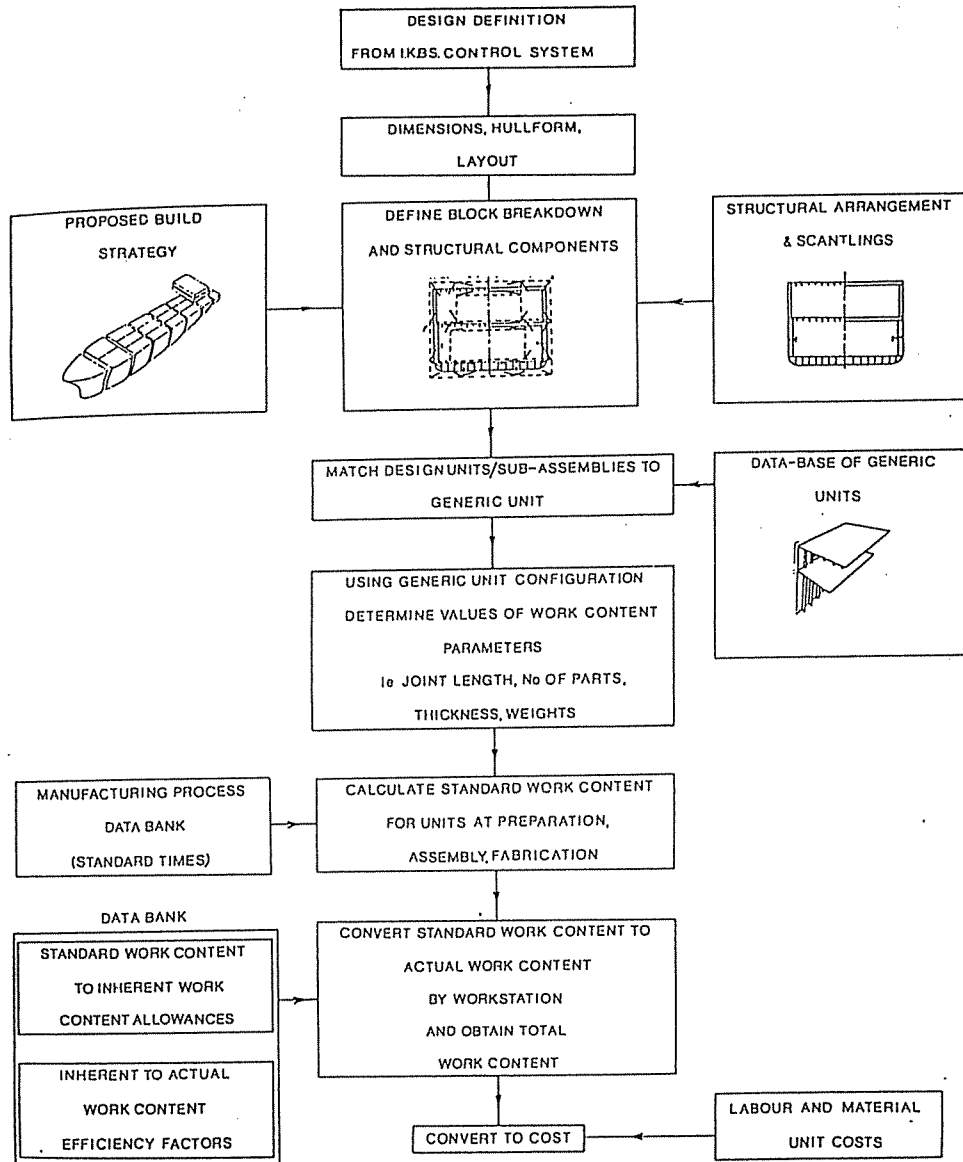 DESIGN DEFINITION
FROM I.K.B.S. CONTROL SYSTEM
DIMENSIONS, HULLFORM,
LAYOUT
PROPOSED BUILD
STRATEGY
DEFINE BLOCK BREAKDOWN
AND STRUCTURAL COMPONENTS
STRUCTURAL ARRANGEMENT
& SCANTLINGS
MATCH DESIGN UNITS/SUB-ASSEMBLIES TO
GENERIC UNIT
DATA-BASE OF GENERIC
UNITS
USING GENERIC UNIT CONFIGURATION
DETERMINE VALUES OF WORK CONTENT
PARAMETERS
Ie JOINT LENGTH, No OF PARTS,
THICKNESS, WEIGHTS
MANUFACTURING PROCESS
DATA BANK
(STANDARD TIMES)
CALCULATE STANDARD WORK CONTENT
FOR UNITS AT PREPARATION,
ASSEMBLY, FABRICATION
DATA BANK
STANDARD WORK CONTENT
TO INHERENT WORK
CONTENT ALLOWANCES
INHERENT TO ACTUAL
WORK CONTENT
EFFICIENCY FACTORS
CONVERT STANDARD WORK CONTENT TO
ACTUAL WORK CONTENT
BY WORKSTATION
AND OBTAIN TOTAL
WORK CONTENT
CONVERT TO COST
LABOUR AND MATERIAL
UNIT COSTS